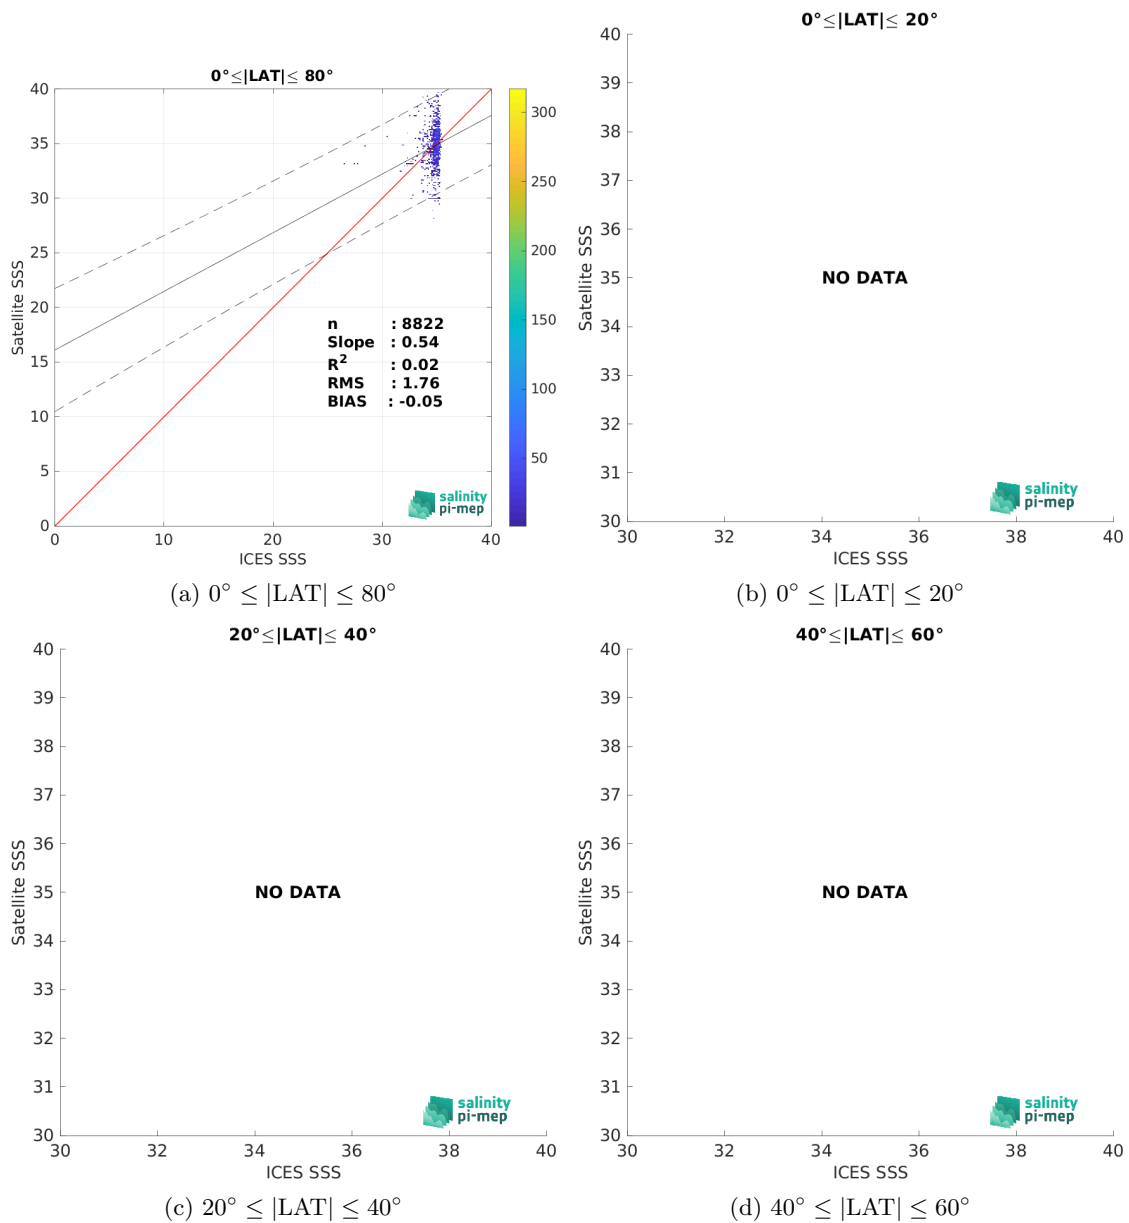 0°≤|LAT|≤ 80°
40
35
30
25
20
15
10
5
0
Satellite SSS
0
10
20
30
40
ICES SSS
n : 8822
Slope : 0.54
R² : 0.02
RMS : 1.76
BIAS : -0.05
salinity
pi-mep
300
250
200
150
100
50
(a) 0° ≤ |LAT| ≤ 80°
0°≤|LAT|≤ 20°
40
39
38
37
36
35
34
33
32
31
30
Satellite SSS
NO DATA
salinity
pi-mep
30
32
34
36
38
40
ICES SSS
(b) 0° ≤ |LAT| ≤ 20°
20°≤|LAT|≤ 40°
40
39
38
37
36
35
34
33
32
31
30
Satellite SSS
NO DATA
salinity
pi-mep
30
32
34
36
38
40
ICES SSS
(c) 20° ≤ |LAT| ≤ 40°
40°≤|LAT|≤ 60°
40
39
38
37
36
35
34
33
32
31
30
Satellite SSS
NO DATA
salinity
pi-mep
30
32
34
36
38
40
ICES SSS
(d) 40° ≤ |LAT| ≤ 60°